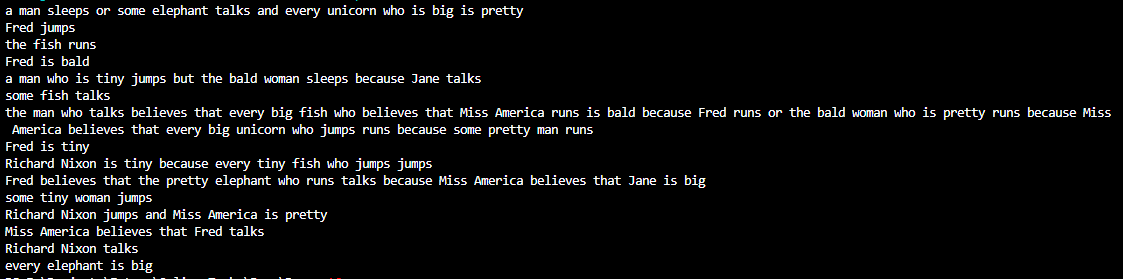 a man sleeps or some elephant talks and every unicorn who is big is pretty
Fred jumps
the fish runs
Fred is bald
a man who is tiny jumps but the bald woman sleeps because Jane talks
some fish talks
the man who talks believes that every big fish who believes that Miss America runs is bald because Fred runs or the bald woman who is pretty runs because Miss
America believes that every big unicorn who jumps runs because some pretty man runs
Fred is tiny
Richard Nixon is tiny because every tiny fish who jumps jumps
Fred believes that the pretty elephant who runs talks because Miss America believes that Jane is big
some tiny woman jumps
Richard Nixon jumps and Miss America is pretty
Miss America believes that Fred talks
Richard Nixon talks
every elephant is big